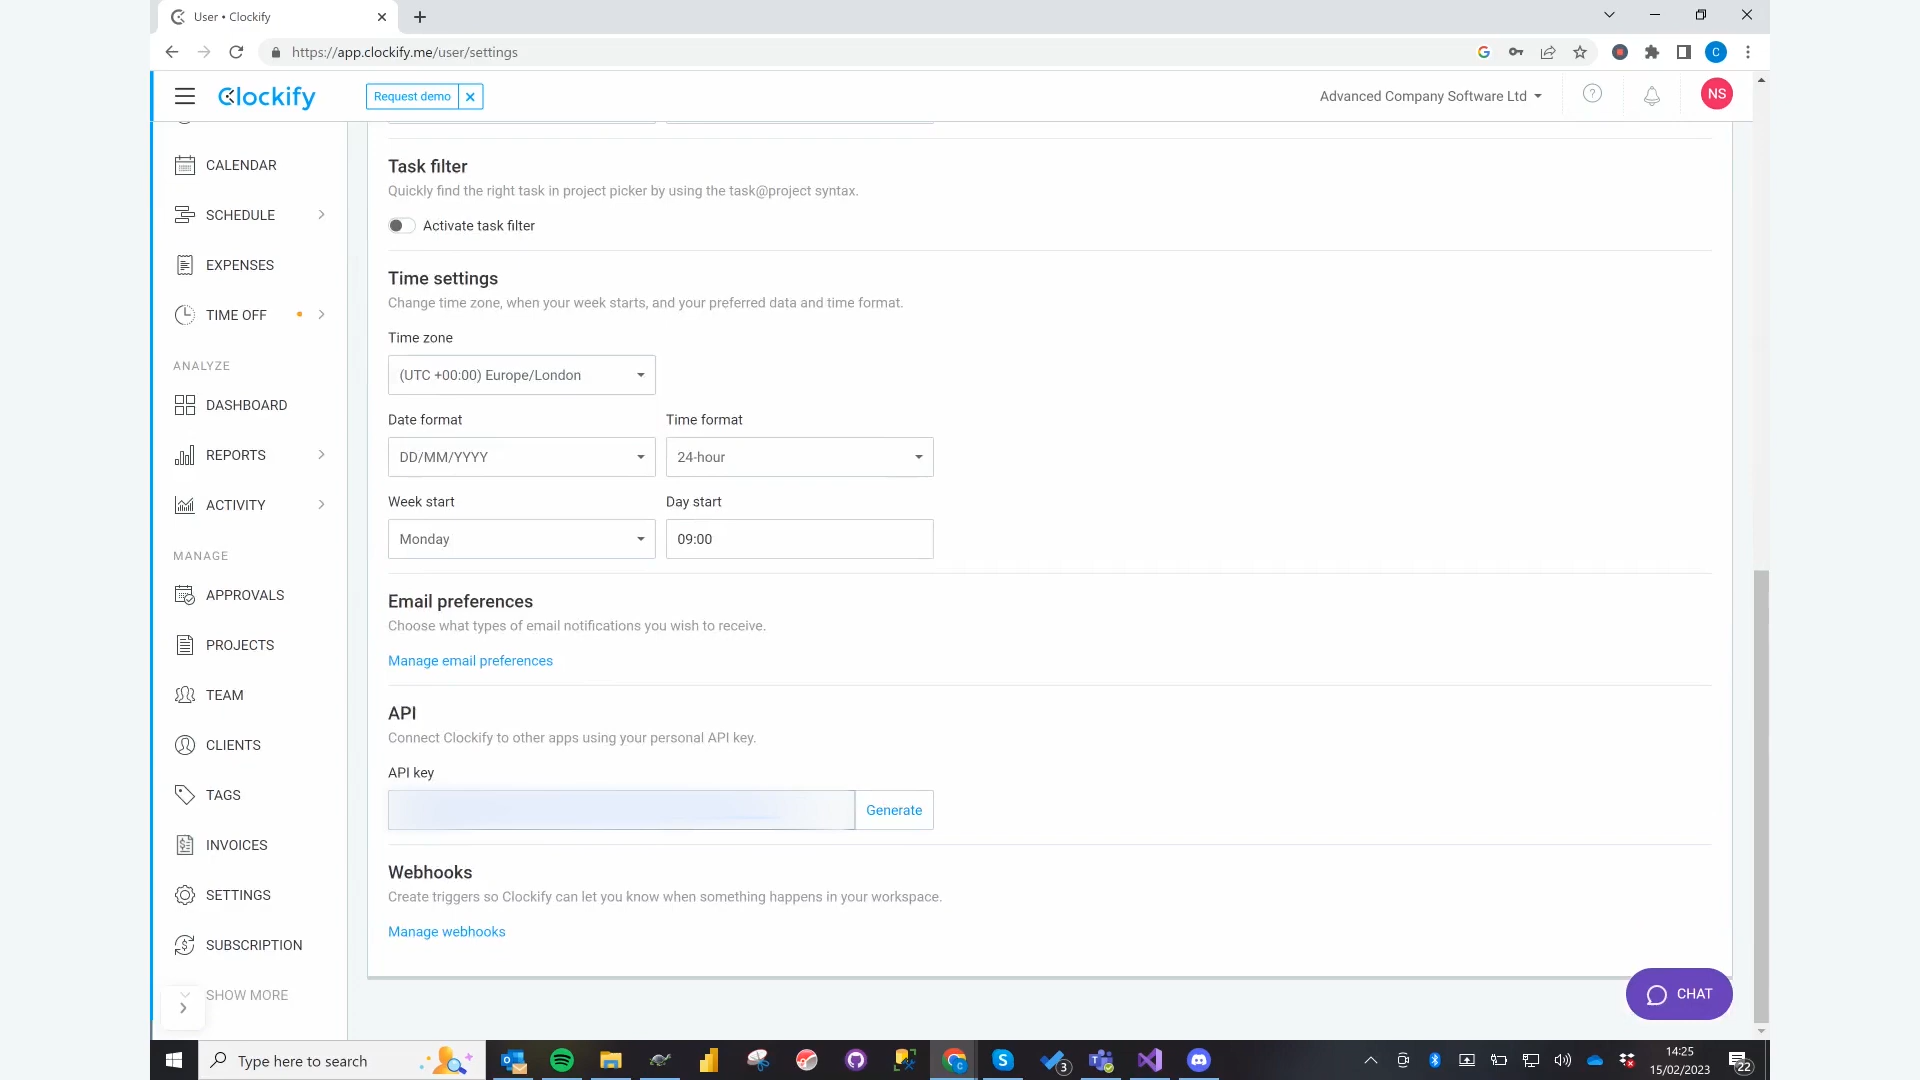 User • Clockify
https://app.clockify.me/user/settings
C
Clockify
Request demo
Advanced Company Software Ltd
NS
CALENDAR
SCHEDULE
EXPENSES
TIME OFF
ANALYZE
DASHBOARD
REPORTS
ACTIVITY
MANAGE
APPROVALS
PROJECTS
TEAM
CLIENTS
TAGS
INVOICES
SETTINGS
SUBSCRIPTION
SHOW MORE
Task filter
Quickly find the right task in project picker by using the task@project syntax.
Activate task filter
Time settings
Change time zone, when your week starts, and your preferred data and time format.
Time zone
(UTC +00:00) Europe/London
Date format
Time format
DD/MM/YYYY
24-hour
Week start
Day start
Monday
09:00
Email preferences
Choose what types of email notifications you wish to receive.
Manage email preferences
API
Connect Clockify to other apps using your personal API key.
API key
Generate
Webhooks
Create triggers so Clockify can let you know when something happens in your workspace.
Manage webhooks
CHAT
Type here to search
3
14:25
15/02/2023
22